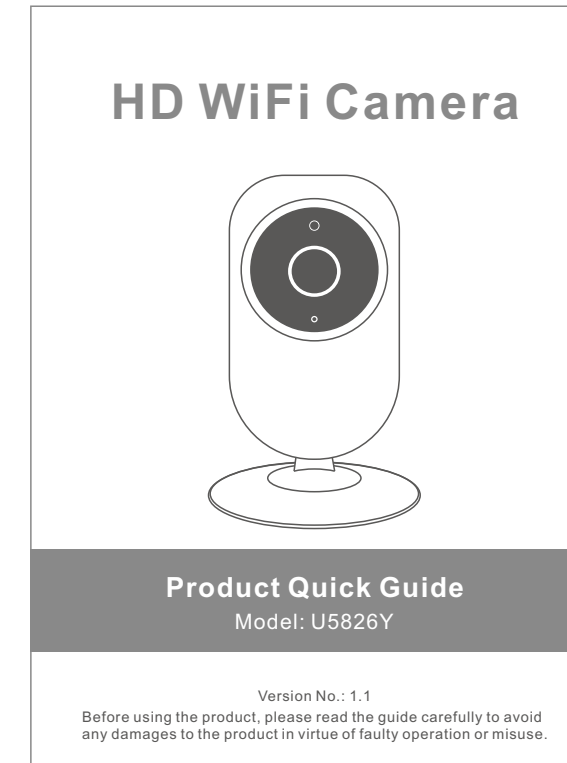 HD WiFi Camera
Product Quick Guide
Model: U5826Y
Version No.: 1.1
Before using the product, please read the guide carefully to avoid
any damages to the product in virtue of faulty operation or misuse.